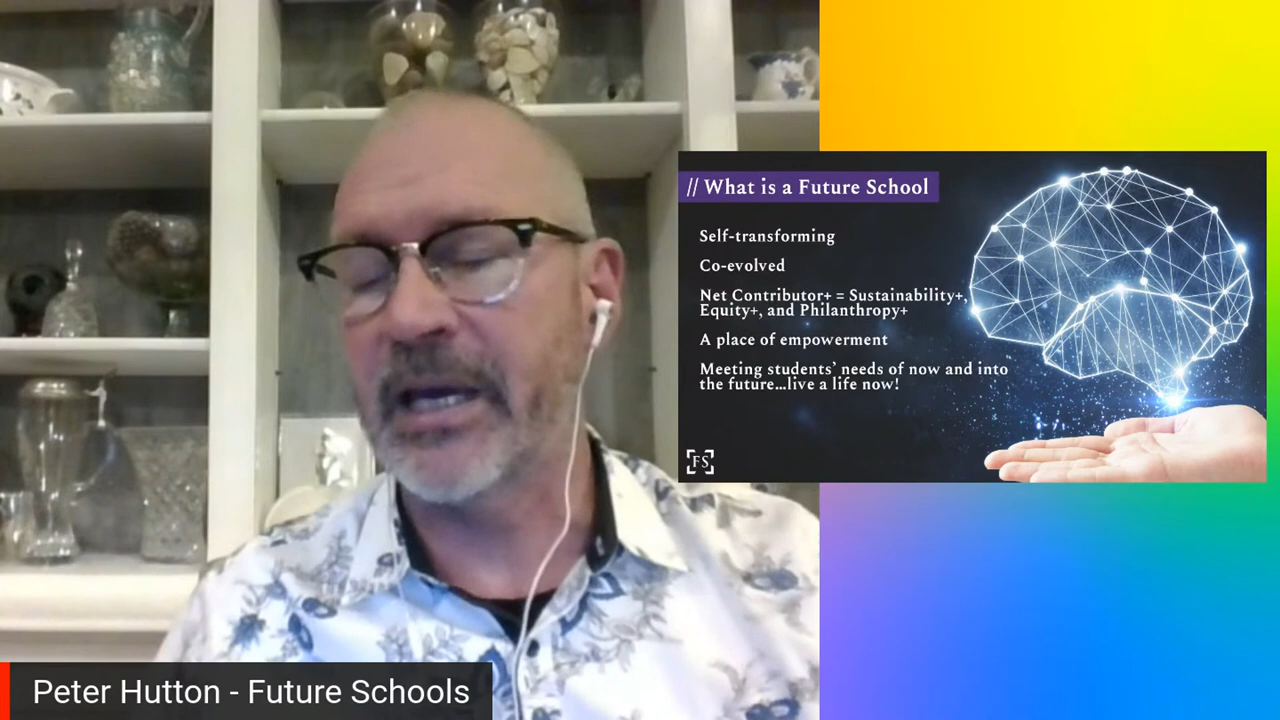 // What is a Future School
Self-transforming
Co-evolved
Net Contributor+ = Sustainability+,
Equity+, and Philanthropy+
A place of empowerment
Meeting students’ needs of now and into
the future...live a life now!
FS
Peter Hutton - Future Schools